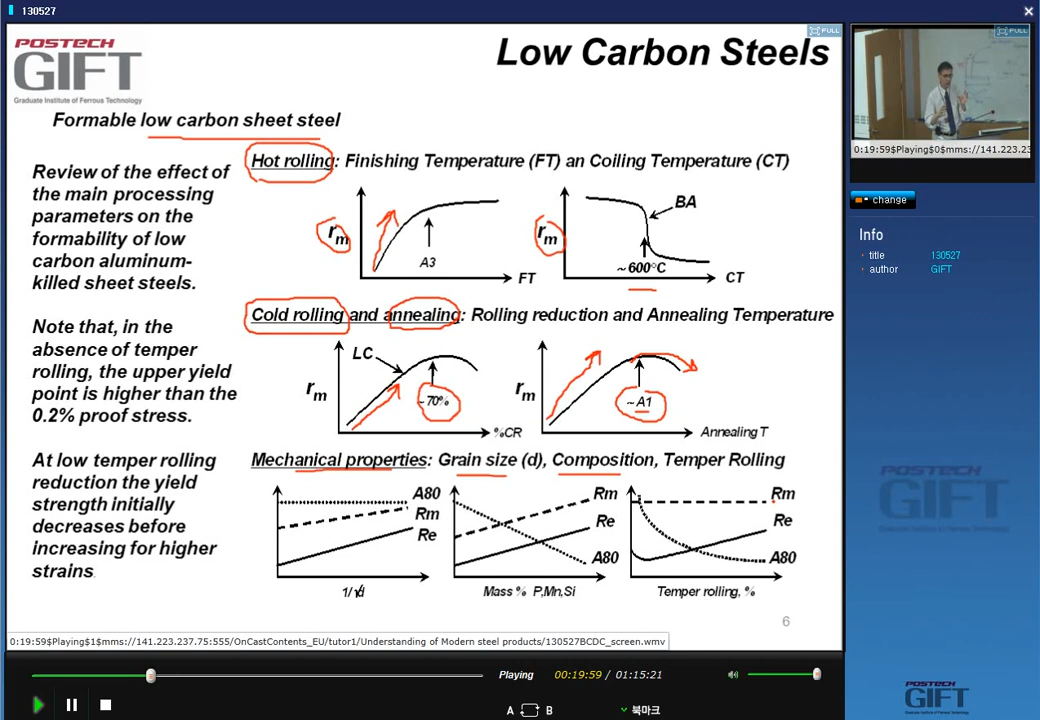 130527
POSTECH
GIFT
Graduate Institute of Ferrous Technology
Low Carbon Steels
FULL
FULL
Formable low carbon sheet steel
Review of the effect of
the main processing
parameters on the
formability of low
carbon aluminum-
killed sheet steels.
Note that, in the
absence of temper
rolling, the upper yield
point is higher than the
0.2% proof stress.
At low temper rolling
reduction the yield
strength initially
decreases before
increasing for higher
strains.
Hot rolling: Finishing Temperature (FT) an Coiling Temperature (CT)
rm
A3
FT
rm
BA
~600°C
CT
Cold rolling and annealing: Rolling reduction and Annealing Temperature
LC
rm
~70%
%CR
rm
~A1
Annealing T
Mechanical properties: Grain size (d), Composition, Temper Rolling
A80
Rm
Re
1/√d
Rm
Re
A80
Mass% P,Mn,Si
Rm
Re
A80
Temper rolling, %
6
0:19:59$Playing$1$mms://141.223.237.75:555/OnCastContents_EU/tutor1/Understanding of Modern steel products/130527BCDC_screen.wmv
0:19:59$Playing$0$mms://141.223.23
change
Info
title 130527
author GIFT
POSTECH
GIFT
Playing 00:19:59 / 01:15:21
A B 북마크
POSTECH
GIFT